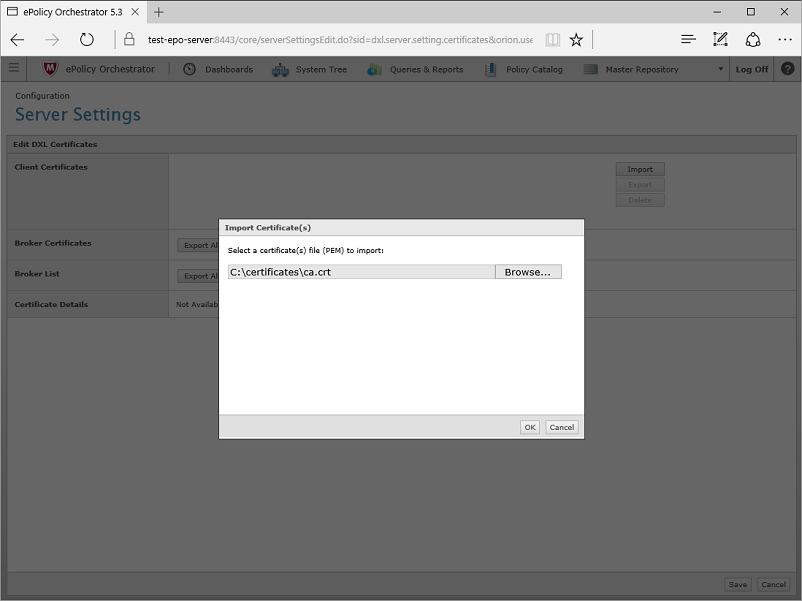 ePolicy Orchestrator 5.3.
test-epo-server:8443/core/serverSettingsEdit.do?sid=dxl.server.setting.certificates&orion.use
ePolicy Orchestrator Dashboards System Tree Queries & Reports Policy Catalog Master Repository Log Off ?
Configuration
Server Settings
Edit DXL Certificates
Client Certificates
Import
Export
Delete
Import Certificate(s)
Select a certificate(s) file (PEM) to import:
C:\certificates\ca.crt Browse...
Broker Certificates Export Al
Broker List Export Al
Certificate Details Not Availab
OK Cancel
Save Cancel